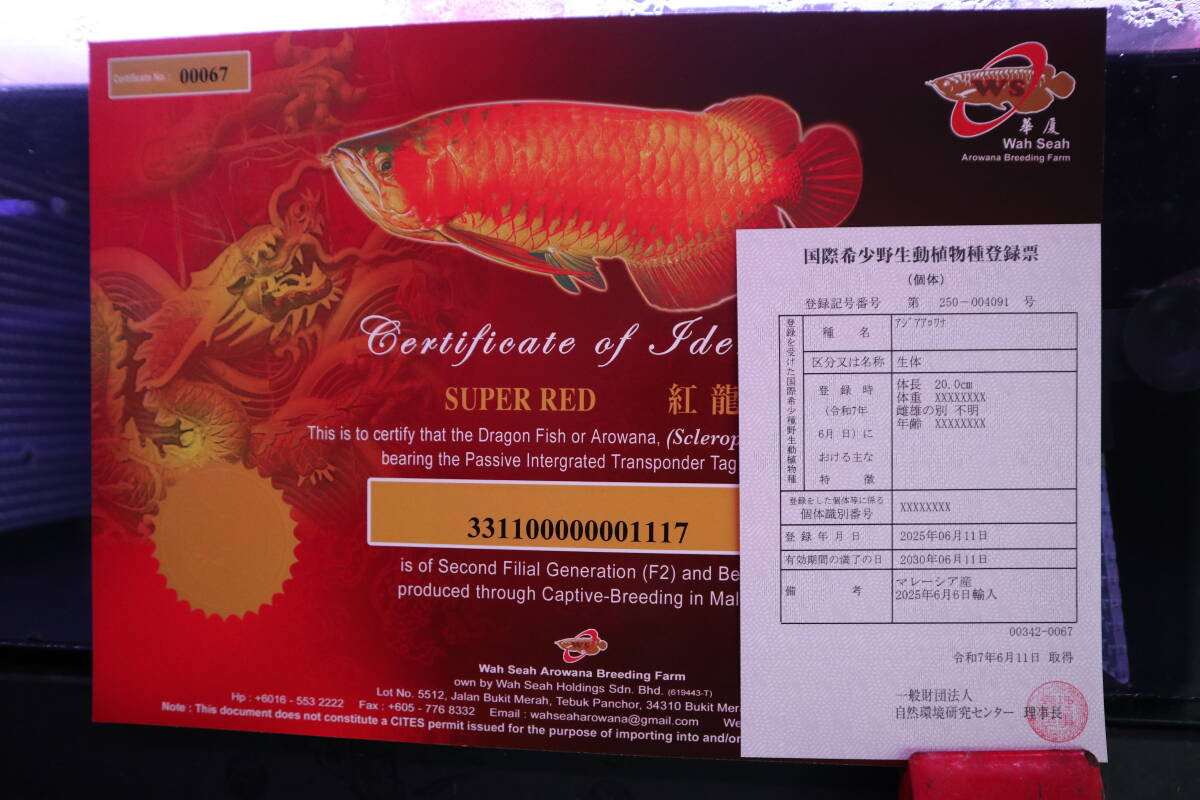 Certificate No. : 00067
WS
華厦
Wah Seah
Arowana Breeding Farm
Certificate of Ide
SUPER RED 紅龍
This is to certify that the Dragon Fish or Arowana, (Sclerop
bearing the Passive Intergrated Transponder Tag
331100000001117
is of Second Filial Generation (F2) and Be
produced through Captive-Breeding in Mal
Wah Seah Arowana Breeding Farm
own by Wah Seah Holdings Sdn. Bhd. (619443-T)
Lot No. 5512, Jalan Bukit Merah, Tebuk Panchor, 34310 Bukit Mera
Hp : +6016 - 553 2222 Fax : +605 - 776 8332 Email : wahseaharowana@gmail.com We
Note : This document does not constitute a CITES permit issued for the purpose of importing into and/or
国際希少野生動植物種登録票
(個体)
登録記号番号 第 250-004091 号
登録を受けた国際希少野生動植物種
種名 アジアアロワナ
区分又は名称 生体
登録時
(令和7年
6月 日)に
おける主な
特徴
体長 20.0cm
体重 XXXXXXXX
雌雄の別 不明
年齢 XXXXXXXX
登録をした個体等に係る
個体識別番号 XXXXXXXX
登録年月日 2025年06月11日
有効期間の満了の日 2030年06月11日
備考 マレーシア産
2025年6月6日輸入
00342-0067
令和7年6月11日 取得
一般財団法人
自然環境研究センター 理事長